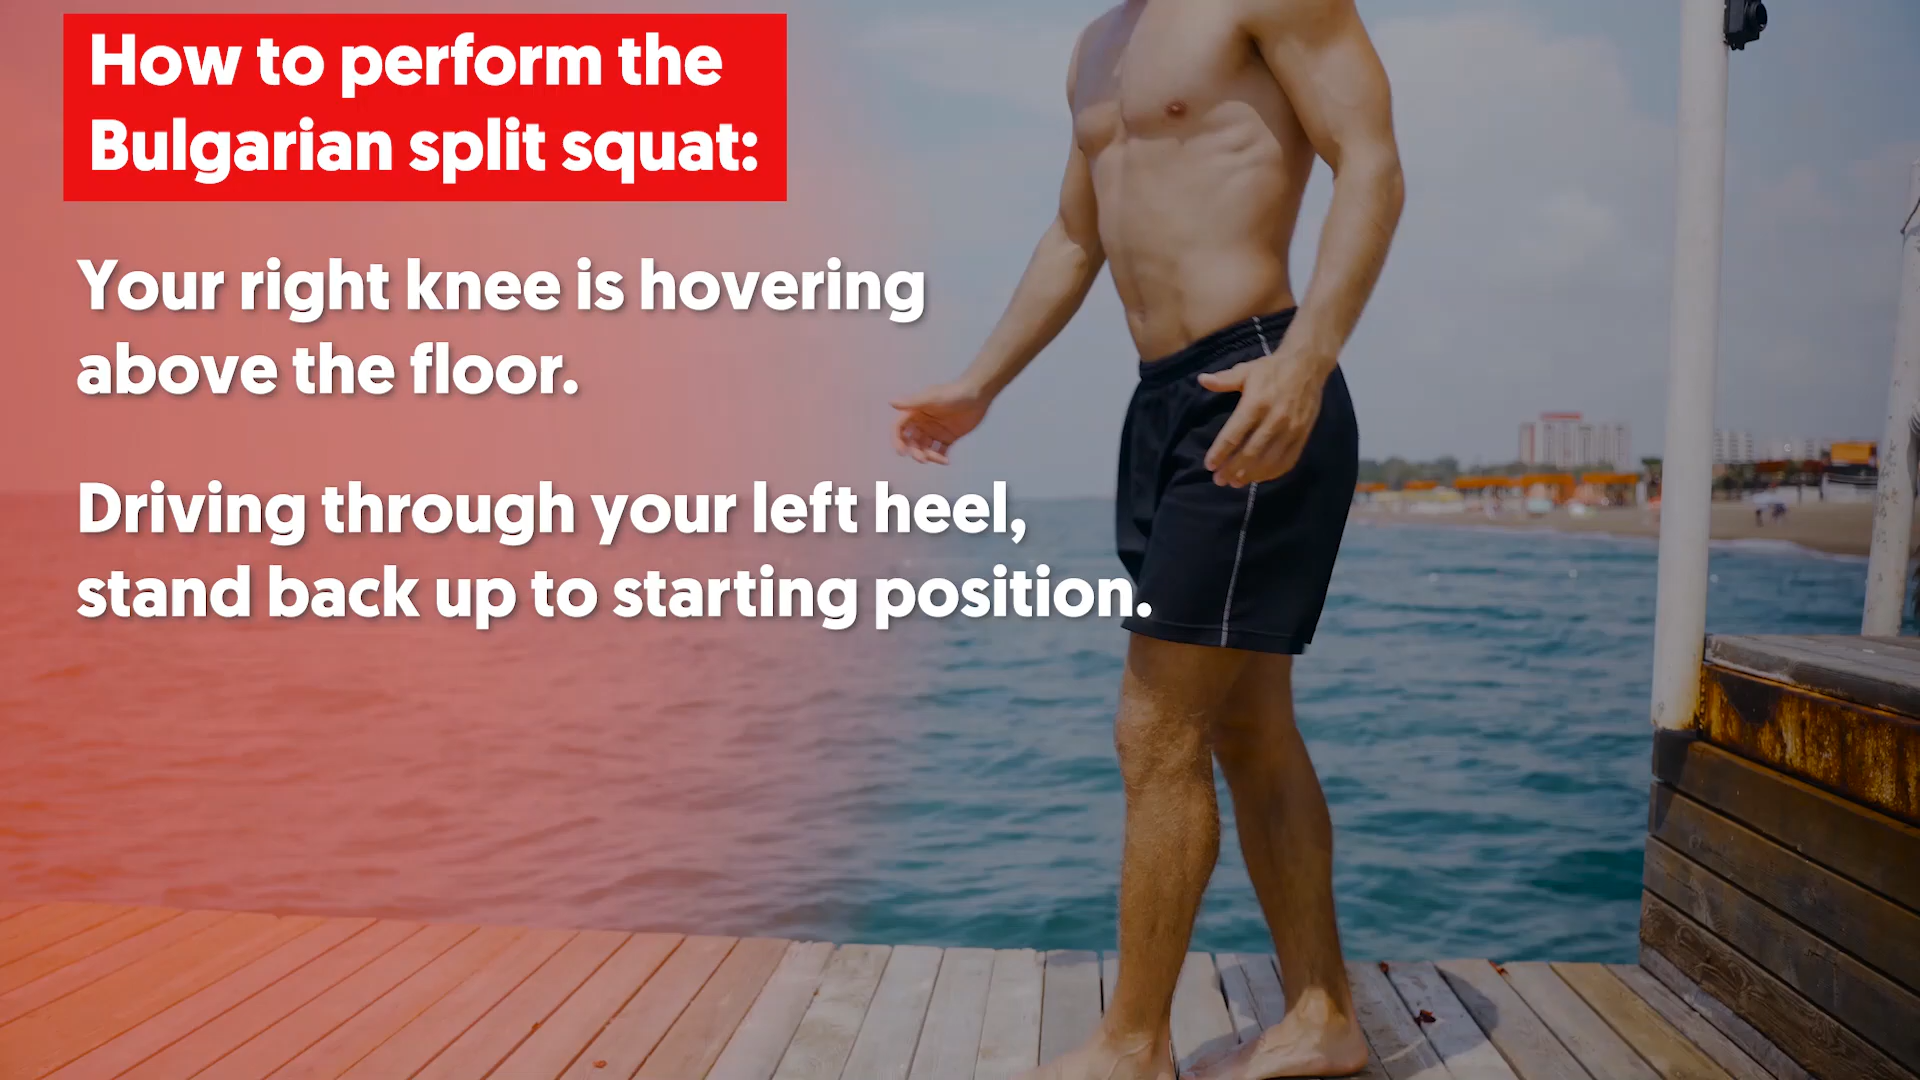 How to perform the
Bulgarian split squat:
Your right knee is hovering
above the floor.
Driving through your left heel,
stand back up to starting position.